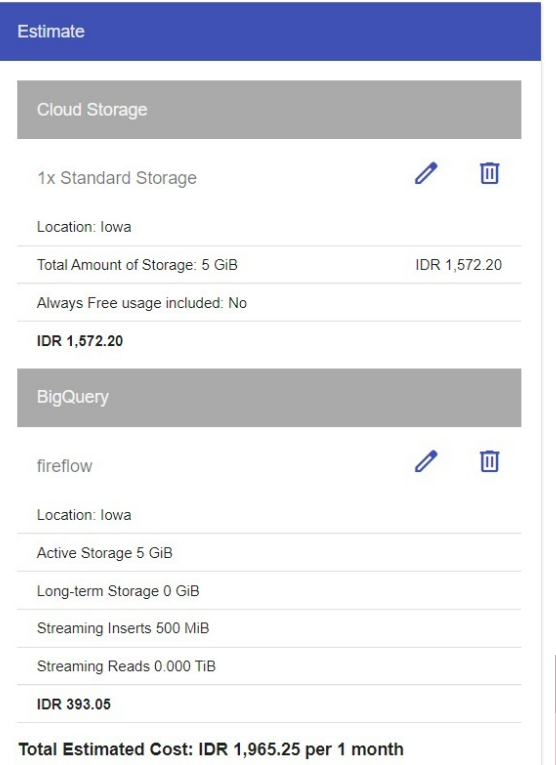 Estimate
Cloud Storage
1x Standard Storage
Location: Iowa
Total Amount of Storage: 5 GiB IDR 1,572.20
Always Free usage included: No
IDR 1,572.20
BigQuery
fireflow
Location: Iowa
Active Storage 5 GiB
Long-term Storage 0 GiB
Streaming Inserts 500 MiB
Streaming Reads 0.000 TiB
IDR 393.05
Total Estimated Cost: IDR 1,965.25 per 1 month